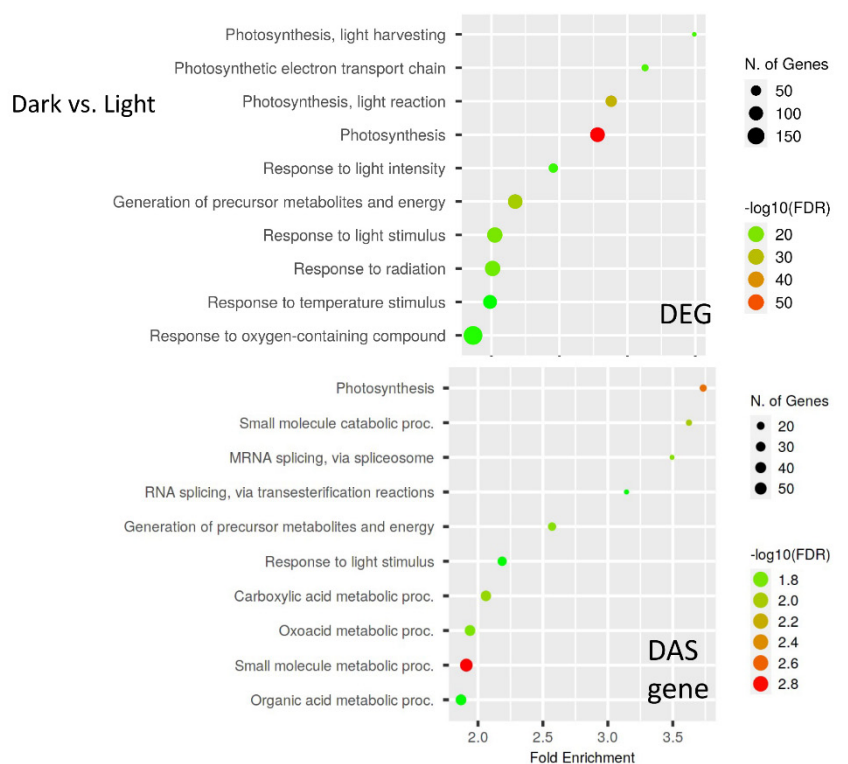 Photosynthesis, light harvesting
Photosynthetic electron transport chain
Dark vs. Light
Photosynthesis, light reaction
Photosynthesis
Response to light intensity
Generation of precursor metabolites and energy
Response to light stimulus
Response to radiation
Response to temperature stimulus
Response to oxygen-containing compound
DEG
N. of Genes
50
100
150
-log10(FDR)
20
30
40
50
Photosynthesis
Small molecule catabolic proc.
MRNA splicing, via spliceosome
RNA splicing, via transesterification reactions
Generation of precursor metabolites and energy
Response to light stimulus
Carboxylic acid metabolic proc.
Oxoacid metabolic proc.
Small molecule metabolic proc.
Organic acid metabolic proc.
DAS
gene
2.0 2.5 3.0 3.5
Fold Enrichment
N. of Genes
20
30
40
50
-log10(FDR)
1.8
2.0
2.2
2.4
2.6
2.8